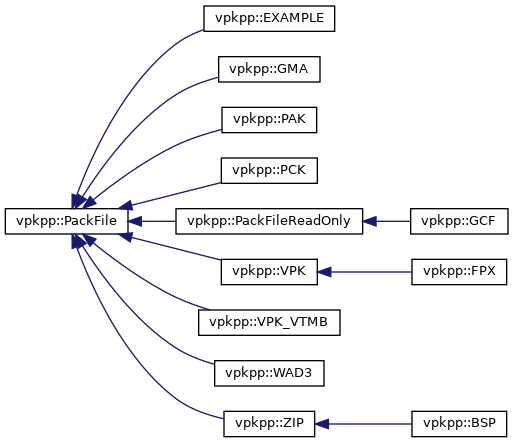 vpkpp::EXAMPLE
vpkpp::GMA
vpkpp::PAK
vpkpp::PCK
vpkpp::PackFile
vpkpp::PackFileReadOnly
vpkpp::GCF
vpkpp::VPK
vpkpp::FPX
vpkpp::VPK_VTMB
vpkpp::WAD3
vpkpp::ZIP
vpkpp::BSP